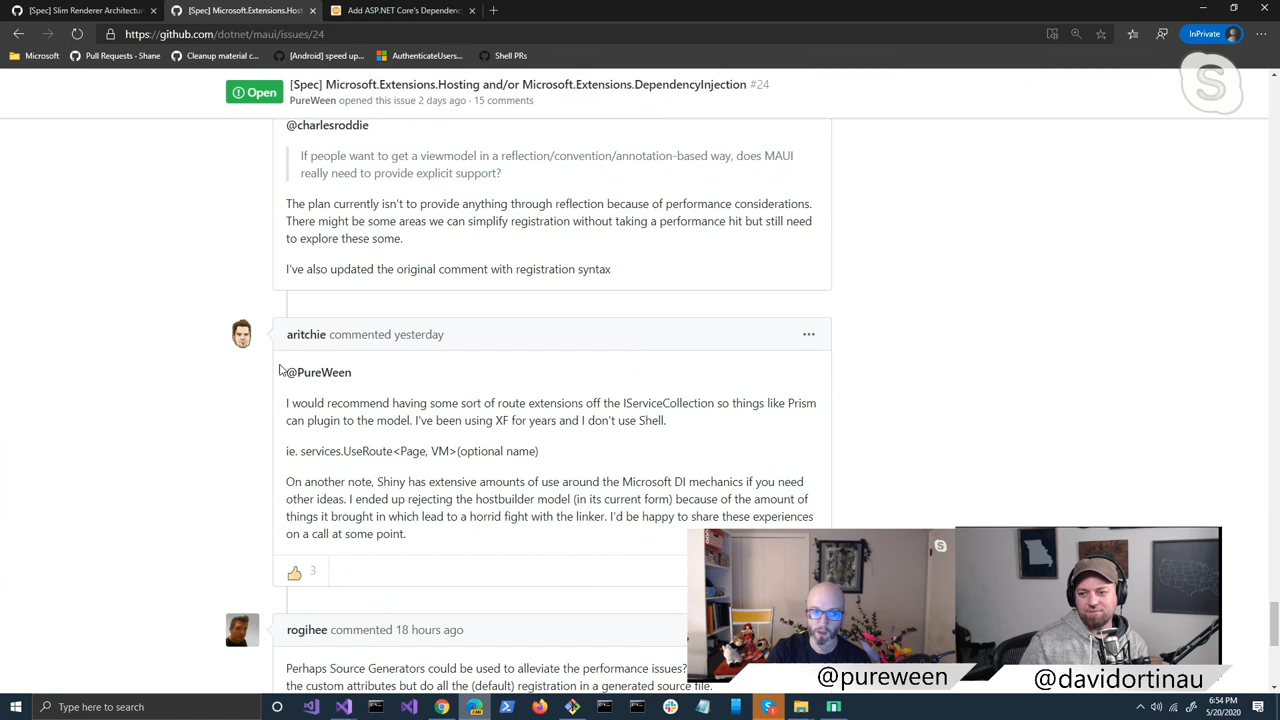 [Spec] Slim Renderer Architectur
[Spec] Microsoft.Extensions.Hos
Add ASP.NET Core's Dependency
https://github.com/dotnet/maui/issues/24
InPrivate
Microsoft
Pull Requests · Shane
Cleanup material c...
[Android] speed up...
AuthenticateUsers...
Shell PRs
Open
[Spec] Microsoft.Extensions.Hosting and/or Microsoft.Extensions.DependencyInjection #24
PureWeen opened this issue 2 days ago · 15 comments
@charlesroddie
If people want to get a viewmodel in a reflection/convention/annotation-based way, does MAUI
really need to provide explicit support?
The plan currently isn't to provide anything through reflection because of performance considerations.
There might be some areas we can simplify registration without taking a performance hit but still need
to explore these some.
I've also updated the original comment with registration syntax
aritchie commented yesterday
@PureWeen
I would recommend having some sort of route extensions off the IServiceCollection so things like Prism
can plugin to the model. I've been using XF for years and I don't use Shell.
ie. services.UseRoute<Page, VM>(optional name)
On another note, Shiny has extensive amounts of use around the Microsoft DI mechanics if you need
other ideas. I ended up rejecting the hostbuilder model (in its current form) because of the amount of
things it brought in which lead to a horrid fight with the linker. I'd be happy to share these experiences
on a call at some point.
3
rogihee commented 18 hours ago
Perhaps Source Generators could be used to alleviate the performance issues?
the custom attributes but do all the (default) registration in a generated source file.
@pureween
@davidortinau
Type here to search
6:54 PM
5/20/2020